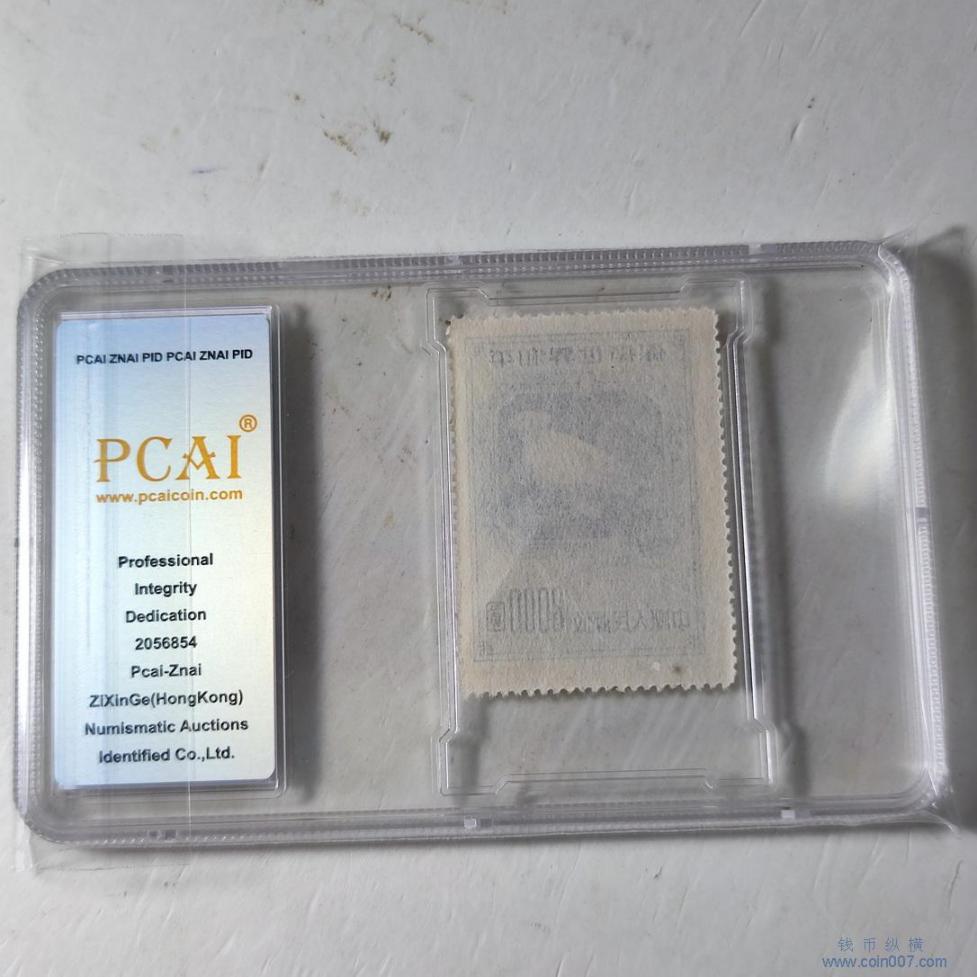 PCAI ZNAI PID PCAI ZNAI PID
PCAI®
www.pcaicoin.com
Professional
Integrity
Dedication
2056854
Pcai-Znai
ZiXinGe(HongKong)
Numismatic Auctions
Identified Co.,Ltd.
钱币纵横
www.coin007.com